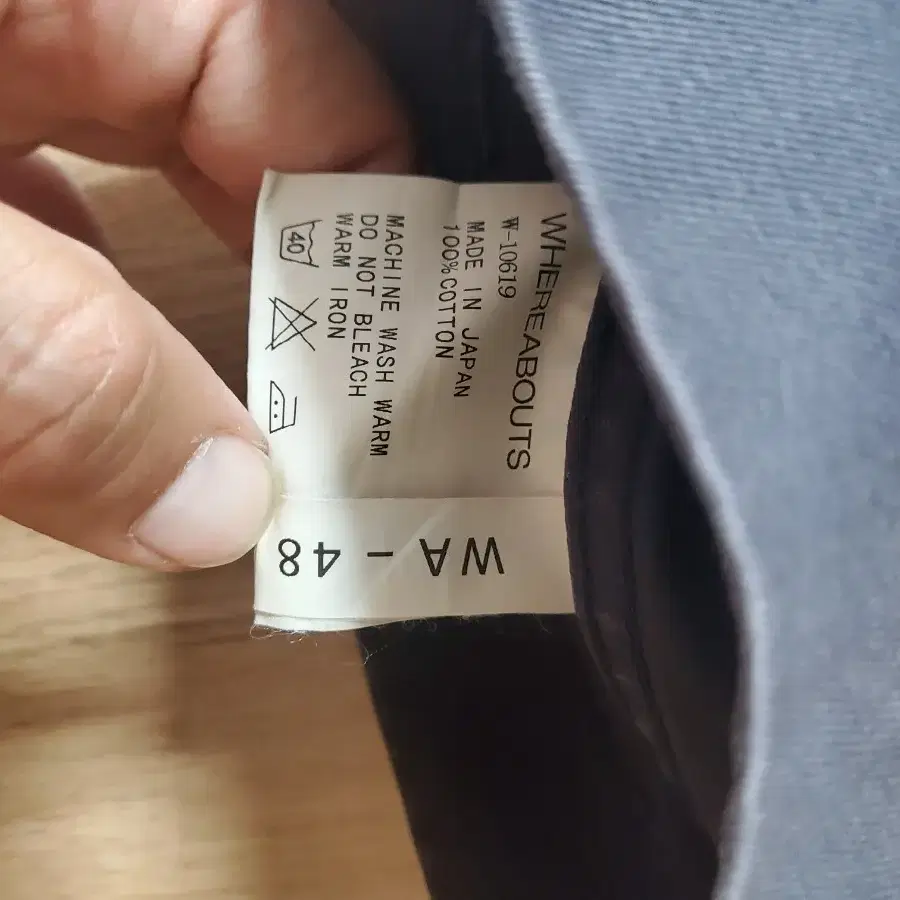 WHEREABOUTS
W-10619
MADE IN JAPAN
100%COTTON
MACHINE WASH WARM
DO NOT BLEACH
WARM IRON
40
WA-48